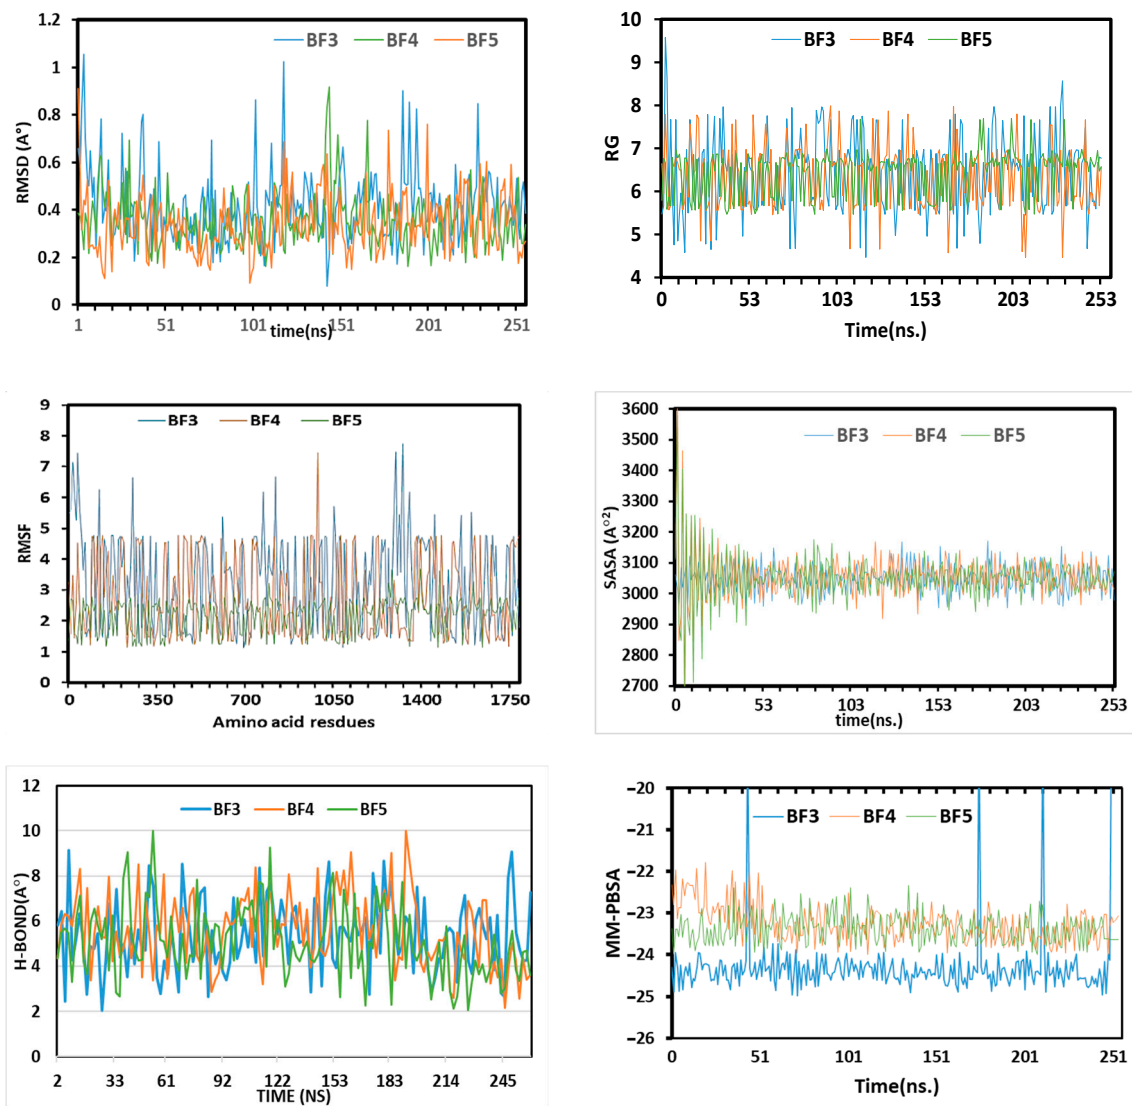 1.2
BF3 BF4 BF5
1
0.8
0.6
0.4
0.2
0
RMSD (A°)
1 51 101 151 201 251
time(ns)
10
BF3 BF4 BF5
9
8
7
6
5
4
RG
0 53 103 153 203 253
Time(ns.)
9
BF3 BF4 BF5
8
7
6
5
4
3
2
1
0
RMSF
0 350 700 1050 1400 1750
Amino acid resdues
3600
BF3 BF4 BF5
3500
3400
3300
3200
3100
3000
2900
2800
2700
SASA (A°²)
0 53 103 153 203 253
time(ns.)
12
BF3 BF4 BF5
10
8
6
4
2
0
H-BOND(A°)
2 33 61 92 122 153 183 214 245
TIME (NS)
−20
BF3 BF4 BF5
−21
−22
−23
−24
−25
−26
MM-PBSA
0 51 101 151 201 251
Time(ns.)